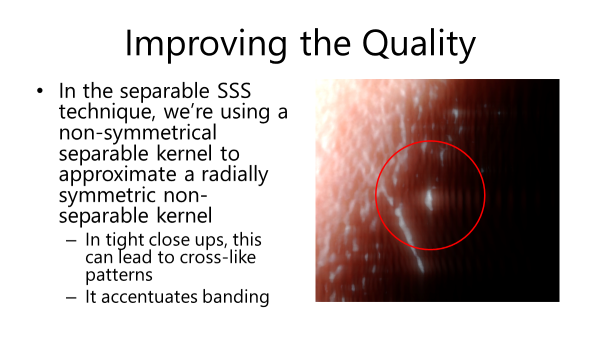 Improving the Quality
• In the separable SSS
technique, we're using a
non-symmetrical
separable kernel to
approximate a radially
symmetric non-
separable kernel
– In tight close ups, this
can lead to cross-like
patterns
– It accentuates banding